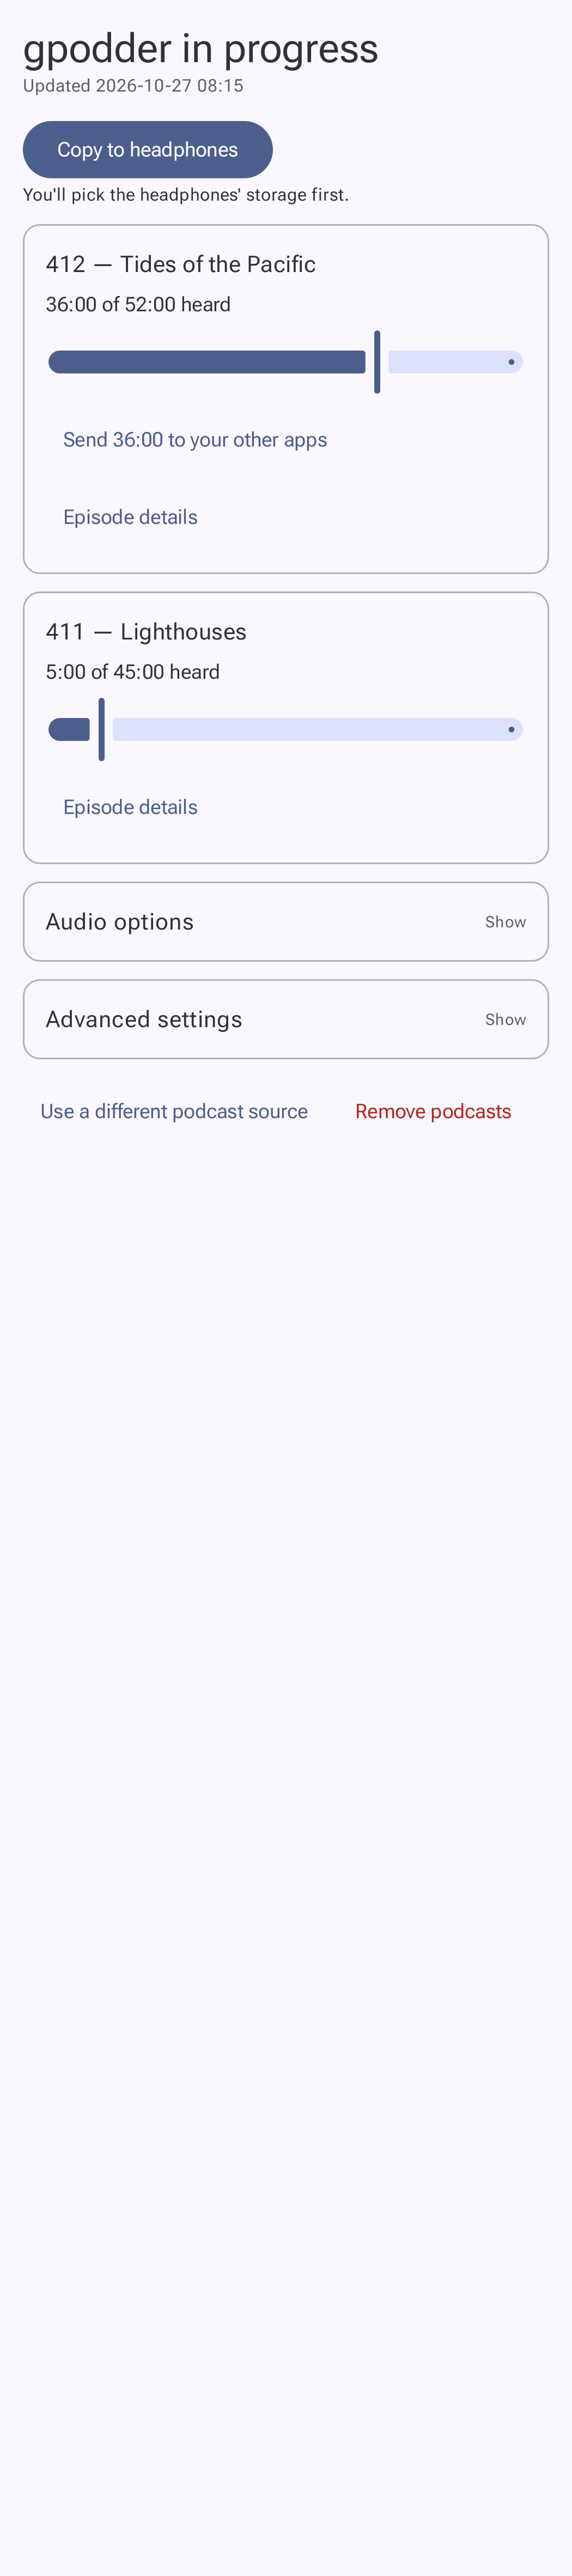 gpodder in progress
Updated 2026-10-27 08:15
Copy to headphones
You'll pick the headphones' storage first.
412 — Tides of the Pacific
36:00 of 52:00 heard
Send 36:00 to your other apps
Episode details
411 — Lighthouses
5:00 of 45:00 heard
Episode details
Audio options Show
Advanced settings Show
Use a different podcast source Remove podcasts